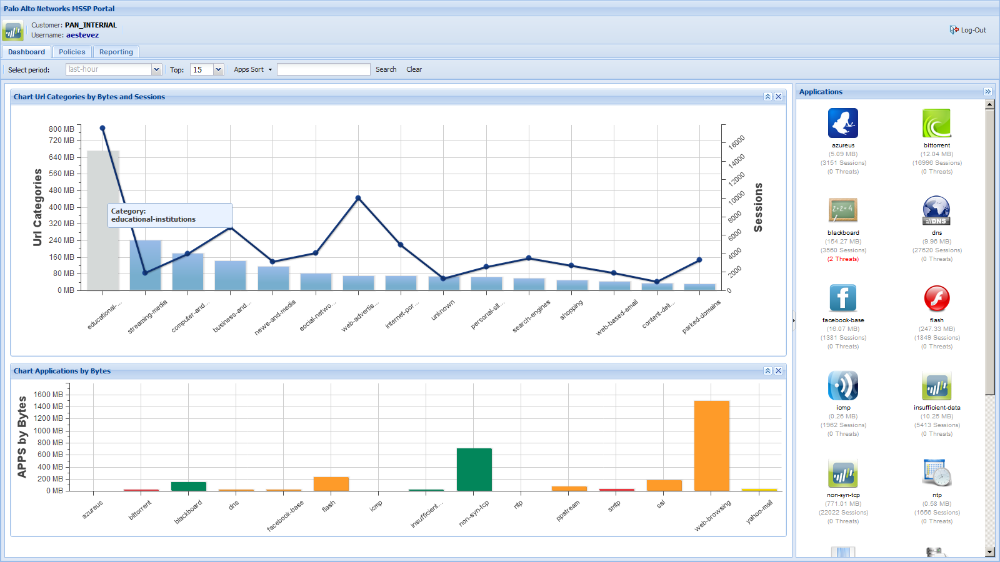 Palo Alto Networks MSSP Portal
Customer: PAN_INTERNAL
Username: aestevez
Log-Out
Dashboard Policies Reporting
Select period: last-hour Top: 15 Apps Sort Search Clear
Chart Url Categories by Bytes and Sessions
Url Categories
800 MB
720 MB
640 MB
560 MB
480 MB
400 MB
320 MB
240 MB
160 MB
80 MB
0 MB
Category:
educational-institutions
16000
14000
12000
10000
8000
6000
4000
2000
0
Sessions
educational-...
streaming-media
computer-and...
business-and...
news-and-media
social-netwo...
web-advertis...
internet-por...
unknown
personal-sit...
search-engines
shopping
web-based-email
content-deli...
parked-domains
Chart Applications by Bytes
APPS by Bytes
1600 MB
1400 MB
1200 MB
1000 MB
800 MB
600 MB
400 MB
200 MB
0 MB
azureus
bittorrent
blackboard
dns
facebook-base
flash
icmp
insufficient...
non-syn-tcp
ntp
ppstream
smtp
ssl
web-browsing
yahoo-mail
Applications
azureus
(5.09 MB)
(3151 Sessions)
(0 Threats)
bittorrent
(12.04 MB)
(16996 Sessions)
(0 Threats)
2+2=4
blackboard
(154.27 MB)
(3560 Sessions)
(2 Threats)
://DNS
dns
(9.96 MB)
(27620 Sessions)
(0 Threats)
facebook-base
(16.07 MB)
(1381 Sessions)
(0 Threats)
flash
(247.33 MB)
(1849 Sessions)
(0 Threats)
icmp
(0.26 MB)
(1962 Sessions)
(0 Threats)
insufficient-data
(10.25 MB)
(5413 Sessions)
(0 Threats)
non-syn-tcp
(771.01 MB)
(22022 Sessions)
(0 Threats)
ntp
(0.58 MB)
(1656 Sessions)
(0 Threats)